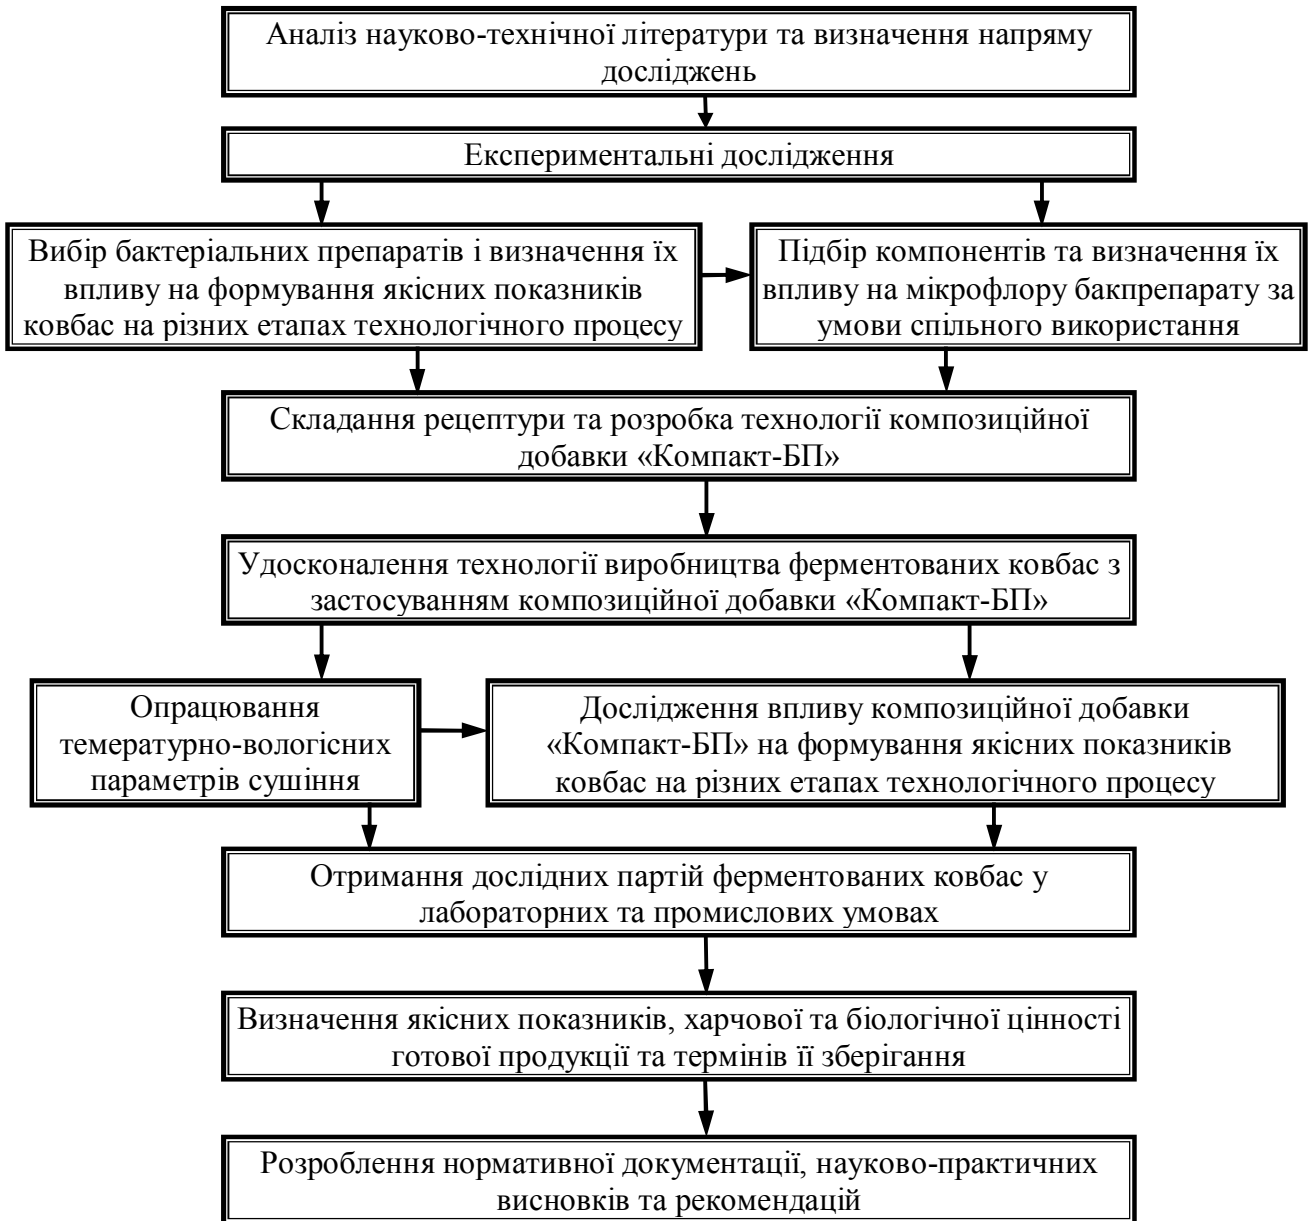 Аналіз науково-технічної літератури та визначення напряму
досліджень
Експериментальні дослідження
Вибір бактеріальних препаратів і визначення їх
впливу на формування якісних показників
ковбас на різних етапах технологічного процесу
Підбір компонентів та визначення їх
впливу на мікрофлору бакпрепарату за
умови спільного використання
Складання рецептури та розробка технології композиційної
добавки «Компакт-БП»
Удосконалення технології виробництва ферментованих ковбас з
застосуванням композиційної добавки «Компакт-БП»
Опрацювання
темературно-вологісних
параметрів сушіння
Дослідження впливу композиційної добавки
«Компакт-БП» на формування якісних показників
ковбас на різних етапах технологічного процесу
Отримання дослідних партій ферментованих ковбас у
лабораторних та промислових умовах
Визначення якісних показників, харчової та біологічної цінності
готової продукції та термінів її зберігання
Розроблення нормативної документації, науково-практичних
висновків та рекомендацій